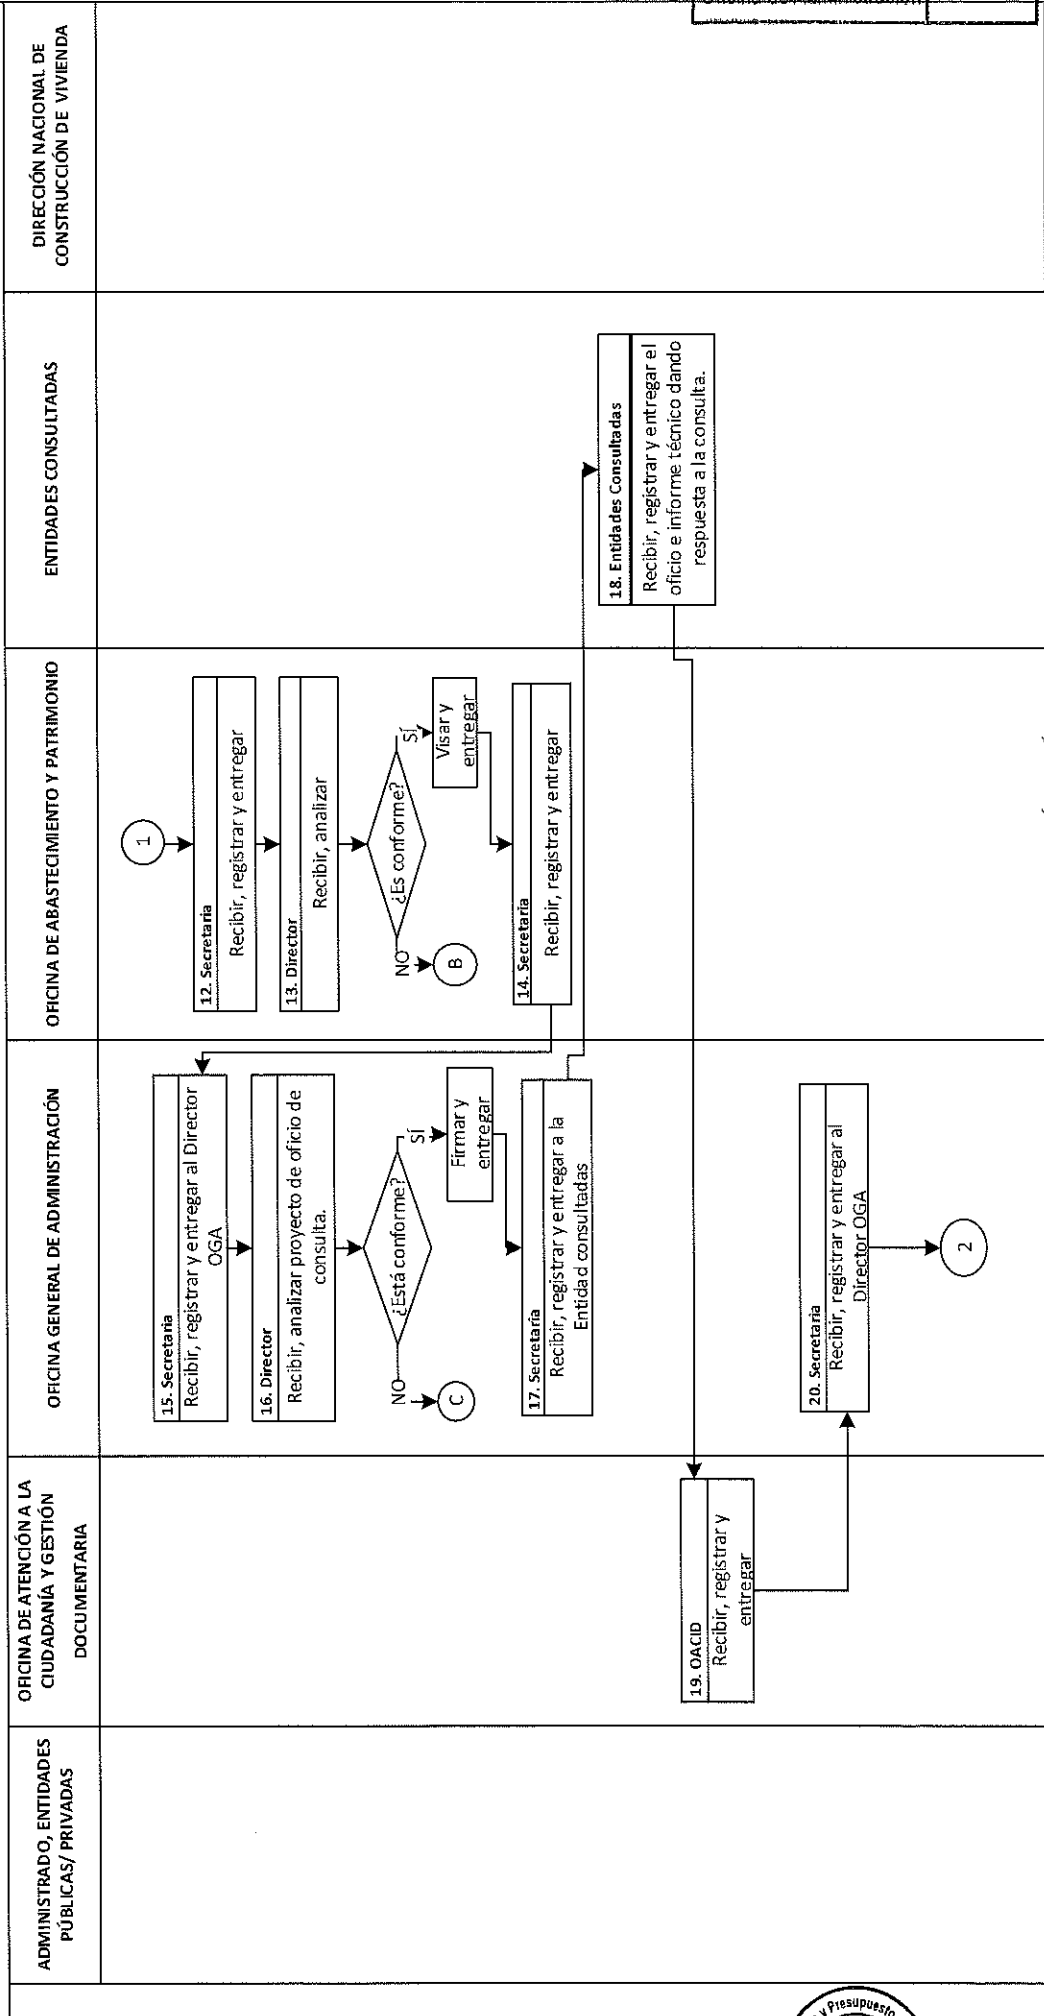 ADMINISTRADO, ENTIDADES
PÚBLICAS/ PRIVADAS
OFICINA DE ATENCIÓN A LA
CIUDADANÍA Y GESTIÓN
DOCUMENTARIA
OFICINA GENERAL DE ADMINISTRACIÓN
OFICINA DE ABASTECIMIENTO Y PATRIMONIO
ENTIDADES CONSULTADAS
DIRECCIÓN NACIONAL DE
CONSTRUCCIÓN DE VIVIENDA
1
12. Secretaria
Recibir, registrar y entregar
13. Director
Recibir, analizar
¿Es conforme?
NO
B
SÍ
Visar y
entregar
14. Secretaria
Recibir, registrar y entregar
15. Secretaria
Recibir, registrar y entregar al Director
OGA
16. Director
Recibir, analizar proyecto de oficio de
consulta.
¿Está conforme?
NO
C
SÍ
Firmar y
entregar
17. Secretaria
Recibir, registrar y entregar a la
Entidad consultadas
18. Entidades Consultadas
Recibir, registrar y entregar el
oficio e informe técnico dando
respuesta a la consulta.
19. OACID
Recibir, registrar y
entregar
20. Secretaria
Recibir, registrar y entregar al
Director OGA
2
y Presupuesto